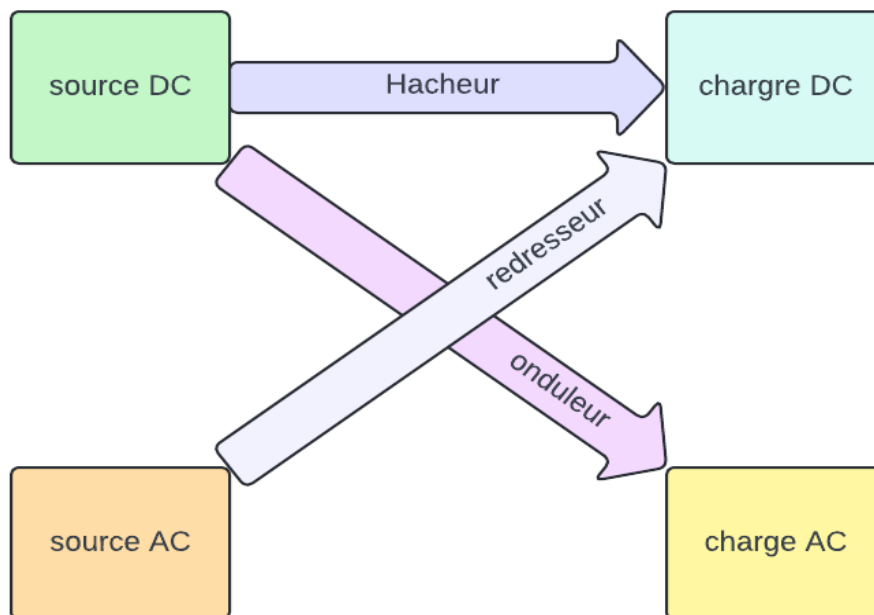 source DC
Hacheur
chargre DC
redresseur
onduleur
source AC
charge AC